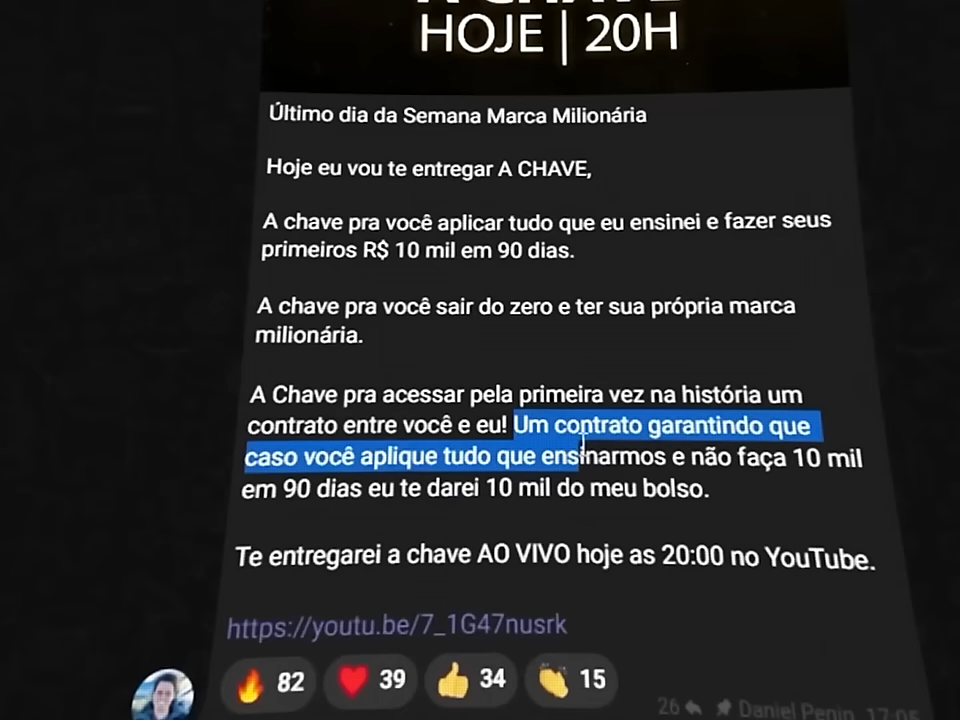 HOJE | 20H
Último dia da Semana Marca Milionária
Hoje eu vou te entregar A CHAVE,
A chave pra você aplicar tudo que eu ensinei e fazer seus
primeiros R$ 10 mil em 90 dias.
A chave pra você sair do zero e ter sua própria marca
milionária.
A Chave pra acessar pela primeira vez na história um
contrato entre você e eu! Um contrato garantindo que
caso você aplique tudo que ensinarmos e não faça 10 mil
em 90 dias eu te darei 10 mil do meu bolso.
Te entregarei a chave AO VIVO hoje as 20:00 no YouTube.
https://youtu.be/7_1G47nusrk
🔥 82 ❤️ 39 👍 34 👏 15
26 Daniel Penin, 17:05